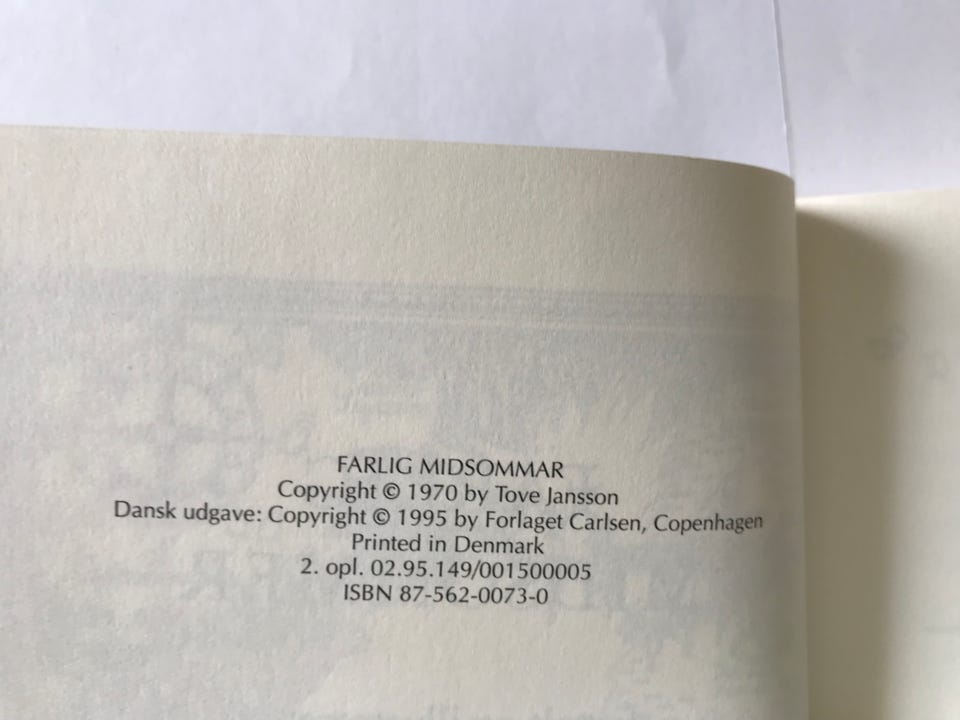 FARLIG MIDSOMMAR
Copyright © 1970 by Tove Jansson
Dansk udgave: Copyright © 1995 by Forlaget Carlsen, Copenhagen
Printed in Denmark
2. opl. 02.95.149/001500005
ISBN 87-562-0073-0